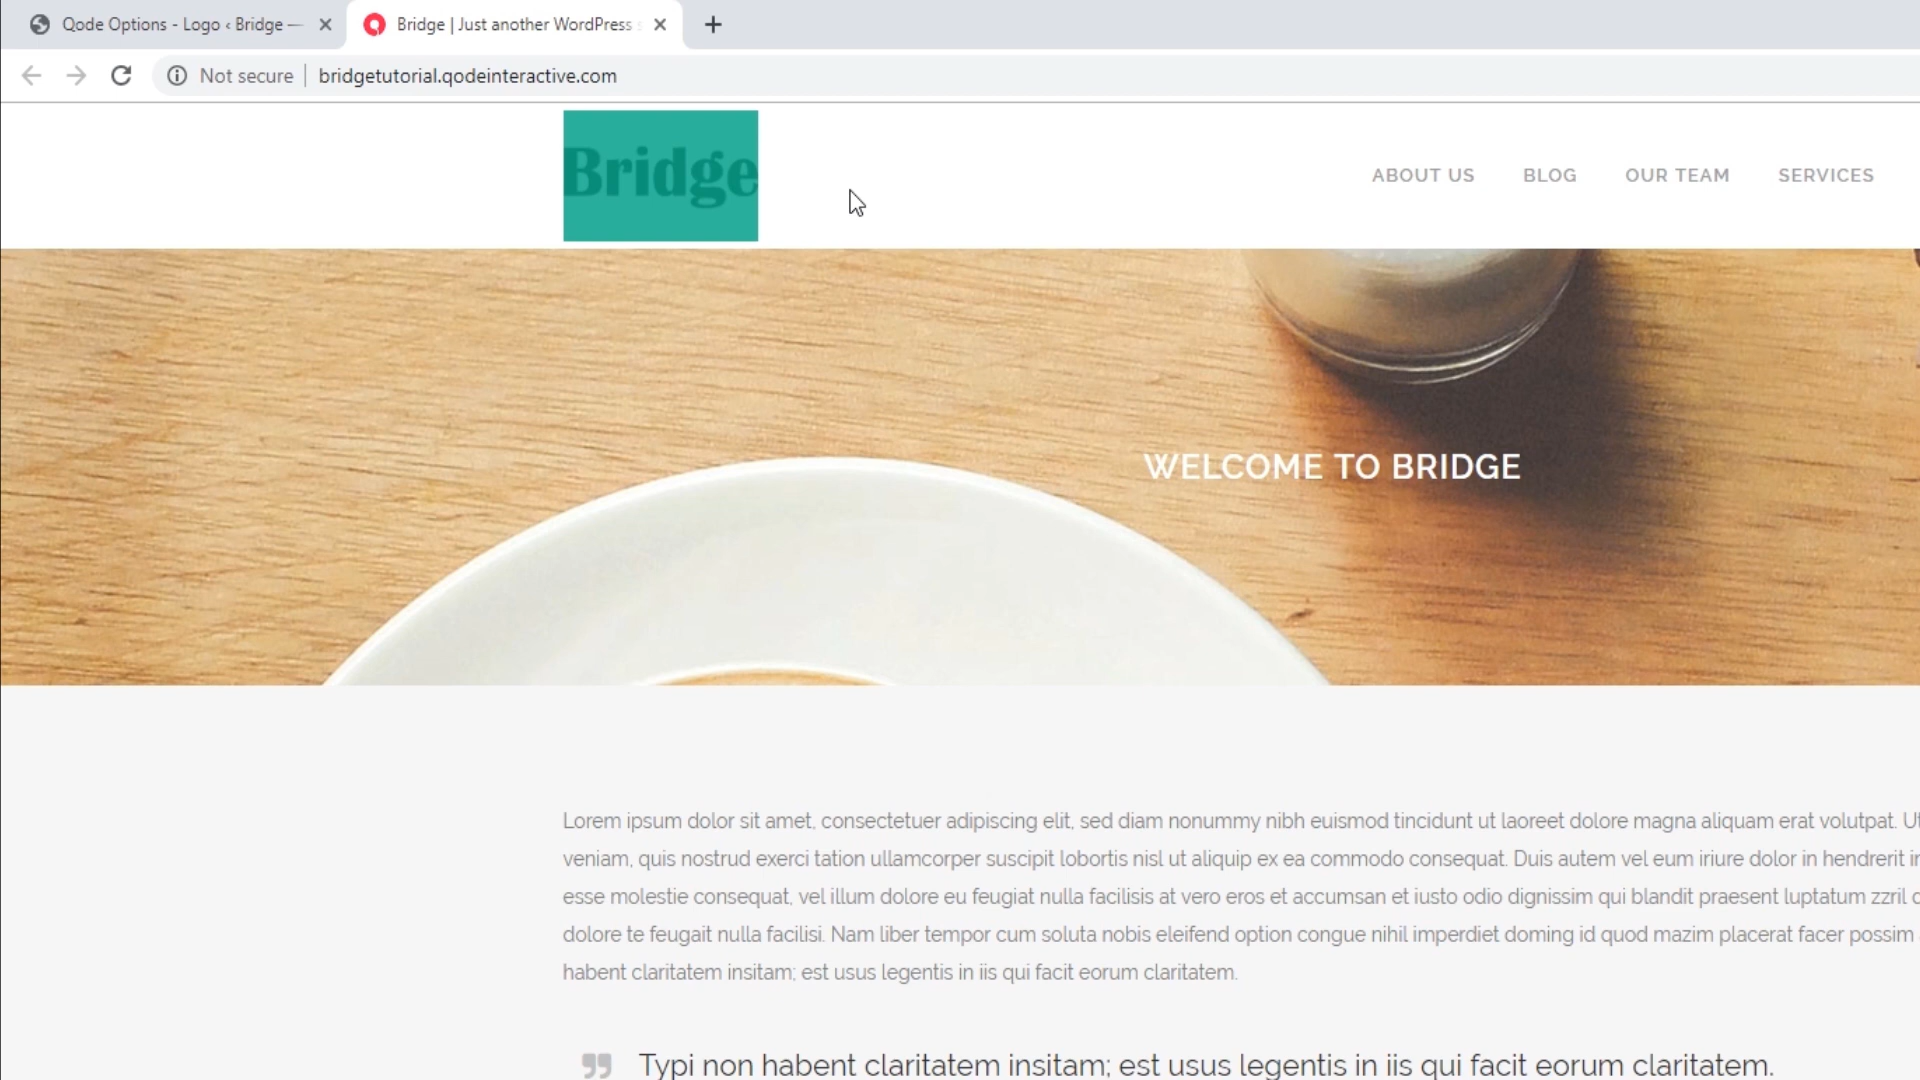 Qode Options - Logo ‹ Bridge —
Bridge | Just another WordPress
Not secure
bridgetutorial.qodeinteractive.com
Bridge
ABOUT US
BLOG
OUR TEAM
SERVICES
WELCOME TO BRIDGE
Lorem ipsum dolor sit amet, consectetuer adipiscing elit, sed diam nonummy nibh euismod tincidunt ut laoreet dolore magna aliquam erat volutpat. Ut
veniam, quis nostrud exerci tation ullamcorper suscipit lobortis nisl ut aliquip ex ea commodo consequat. Duis autem vel eum iriure dolor in hendrerit in
esse molestie consequat, vel illum dolore eu feugiat nulla facilisis at vero eros et accumsan et iusto odio dignissim qui blandit praesent luptatum zzril
dolore te feugait nulla facilisi. Nam liber tempor cum soluta nobis eleifend option congue nihil imperdiet doming id quod mazim placerat facer possim
habent claritatem insitam; est usus legentis in iis qui facit eorum claritatem.
Typi non habent claritatem insitam; est usus legentis in iis qui facit eorum claritatem.